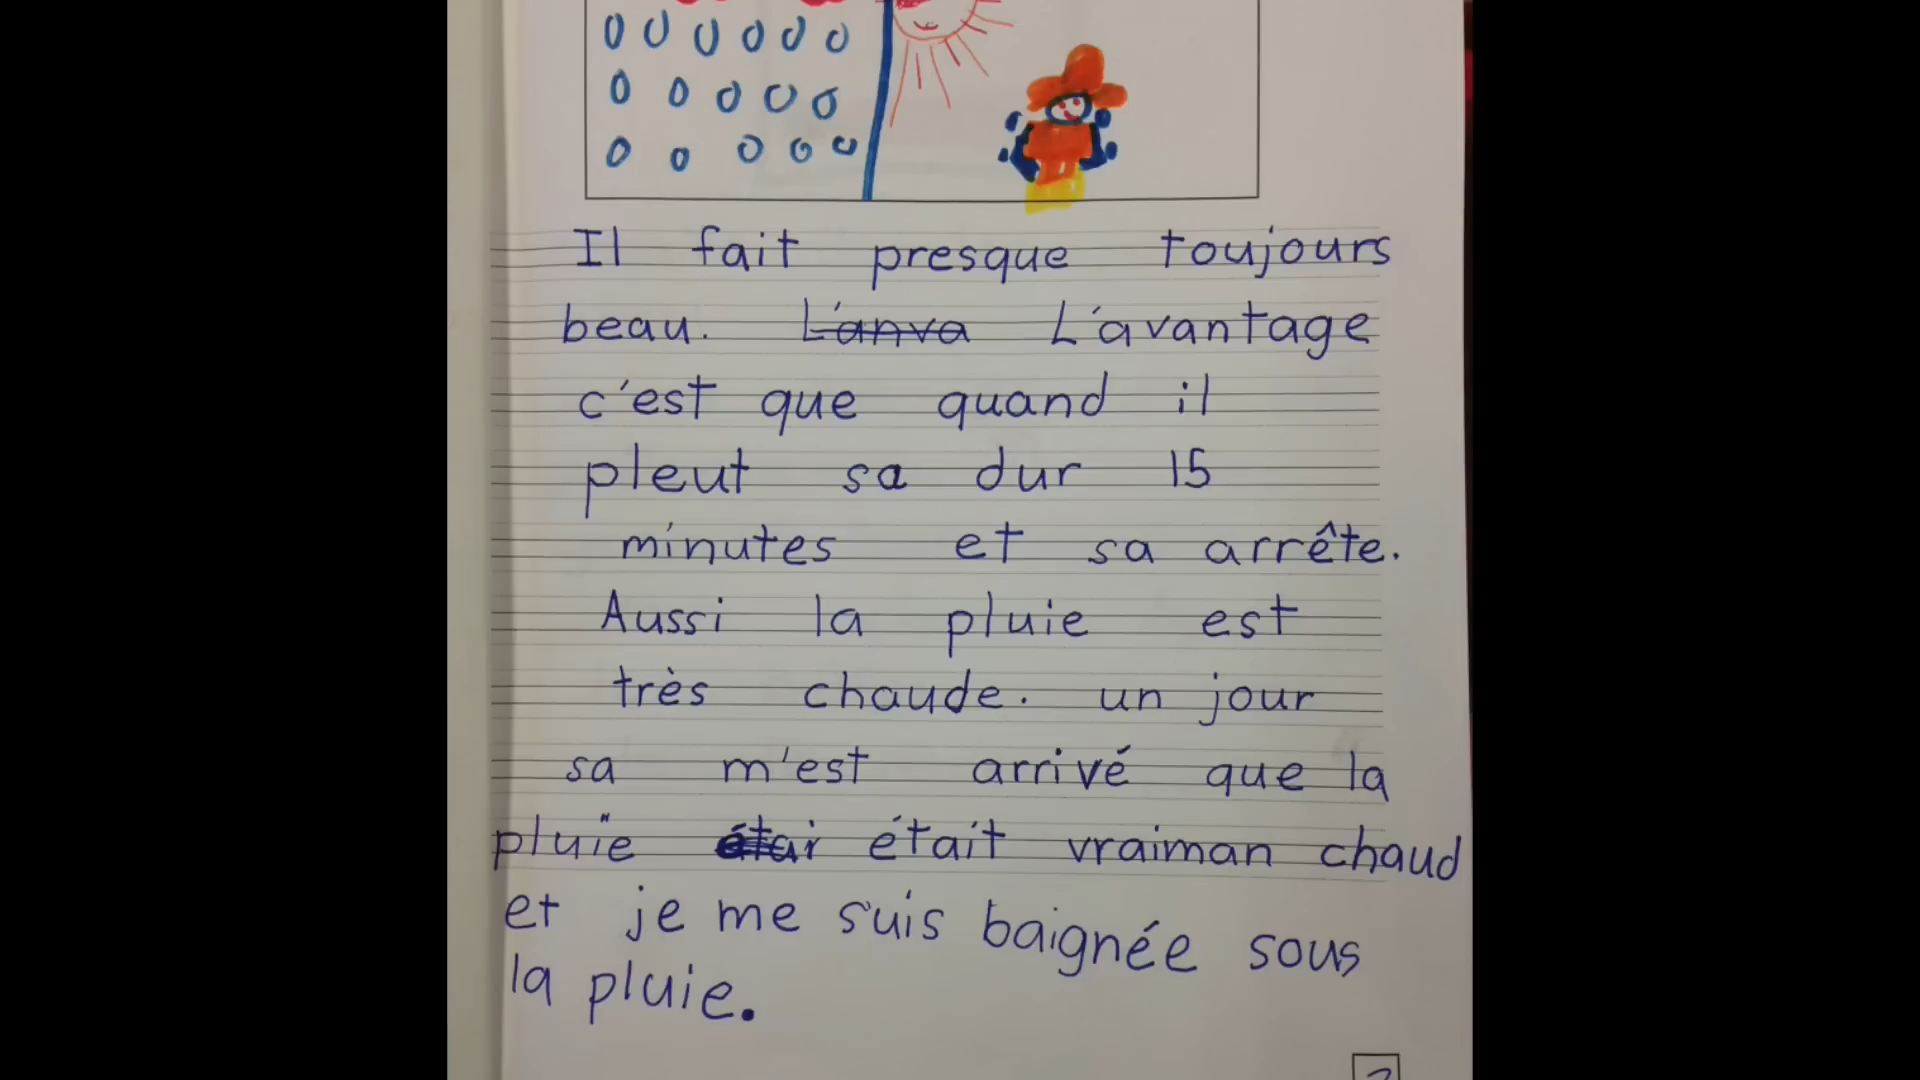 Il fait presque toujours
beau. L'anva L'avantage
c'est que quand il
pleut sa dur 15
minutes et sa arrête.
Aussi la pluie est
très chaude. un jour
sa m'est arrivé que la
pluie étai était vraiman chaud
et je me suis baignée sous
la pluie.